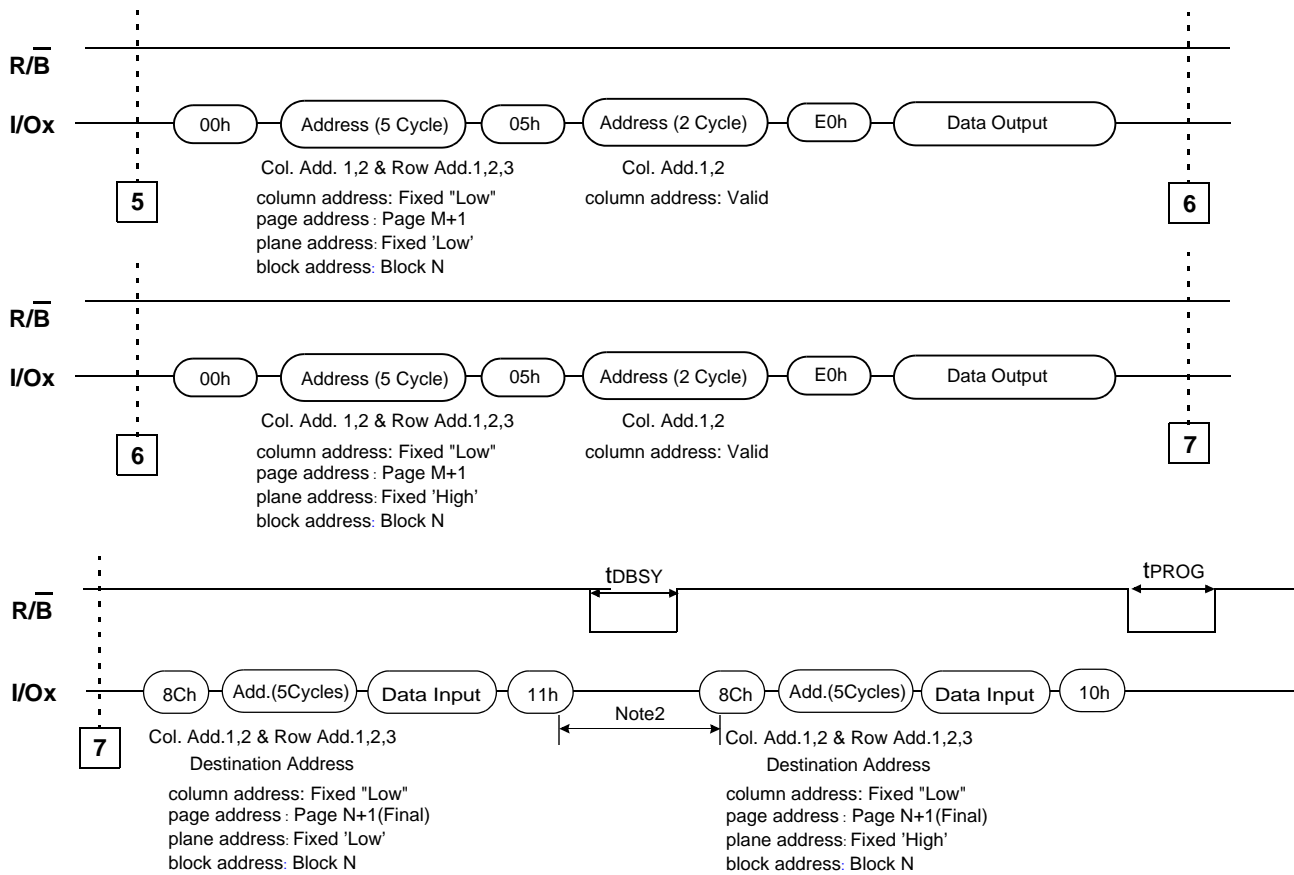 R/B
I/Ox
00h Address (5 Cycle) 05h Address (2 Cycle) E0h Data Output
Col. Add. 1,2 & Row Add.1,2,3 Col. Add.1,2
column address: Fixed "Low" column address: Valid
page address : Page M+1
plane address: Fixed 'Low'
block address: Block N
5 6
R/B
I/Ox
00h Address (5 Cycle) 05h Address (2 Cycle) E0h Data Output
Col. Add. 1,2 & Row Add.1,2,3 Col. Add.1,2
column address: Fixed "Low" column address: Valid
page address : Page M+1
plane address: Fixed 'High'
block address: Block N
6 7
tDBSY tPROG
R/B
I/Ox
8Ch Add.(5Cycles) Data Input 11h 8Ch Add.(5Cycles) Data Input 10h
Note2
7
Col. Add.1,2 & Row Add.1,2,3 Col. Add.1,2 & Row Add.1,2,3
Destination Address Destination Address
column address: Fixed "Low" column address: Fixed "Low"
page address : Page N+1(Final) page address : Page N+1(Final)
plane address: Fixed 'Low' plane address: Fixed 'High'
block address: Block N block address: Block N